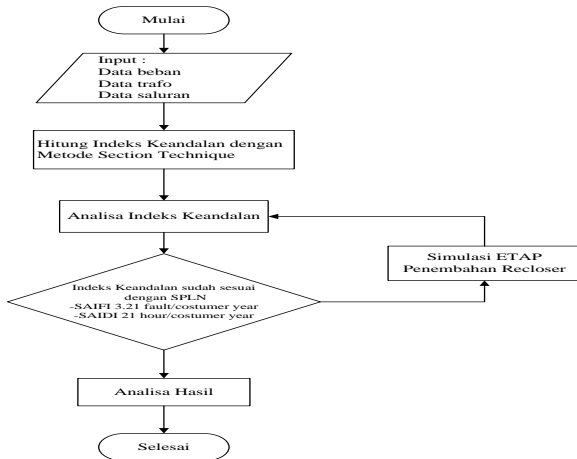 Mulai
Input :
Data beban
Data trafo
Data saluran
Hitung Indeks Keandalan dengan
Metode Section Technique
Analisa Indeks Keandalan
Simulasi ETAP
Penembahan Recloser
Indeks Keandalan sudah sesuai
dengan SPLN
-SAIFI 3.21 fault/costumer year
-SAIDI 21 hour/costumer year
Analisa Hasil
Selesai